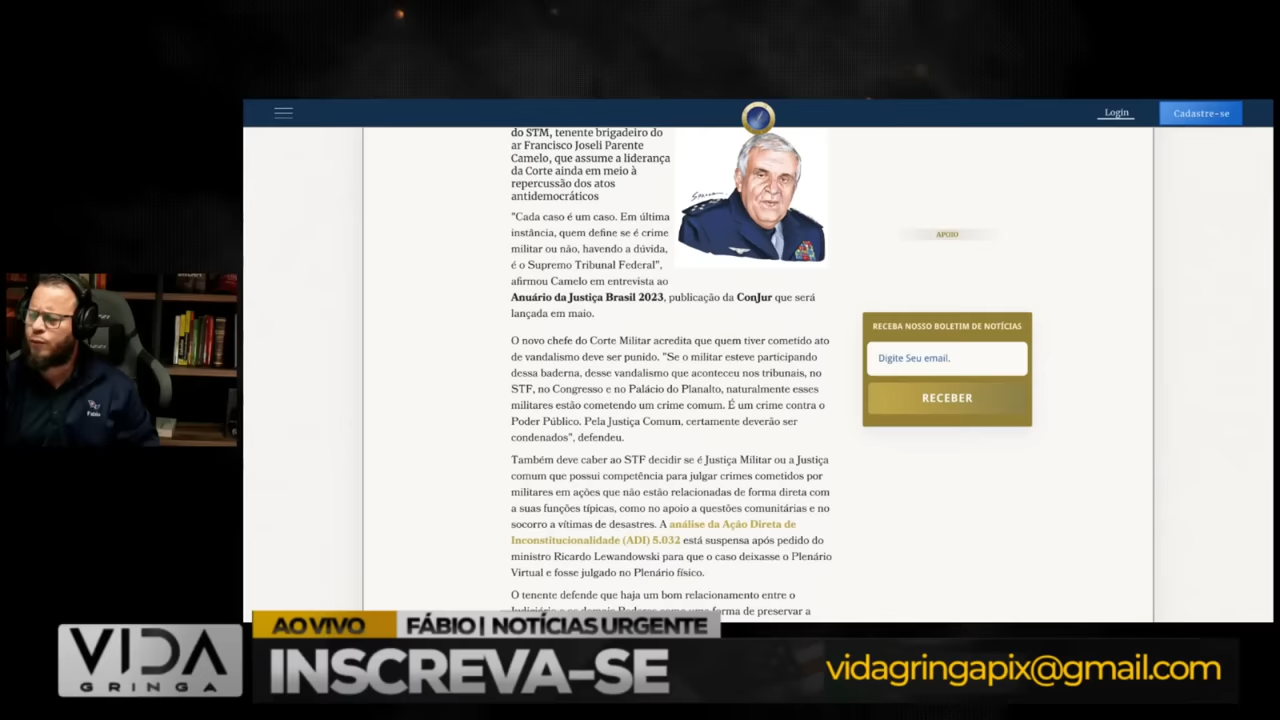 Login
Cadastre-se
do STM, tenente brigadeiro do
ar Francisco Joseli Parente
Camelo, que assume a liderança
da Corte ainda em meio à
repercussão dos atos
antidemocráticos
"Cada caso é um caso. Em última
instância, quem define se é crime
militar ou não, havendo a dúvida,
é o Supremo Tribunal Federal",
afirmou Camelo em entrevista ao
Anuário da Justiça Brasil 2023, publicação da ConJur que será
lançada em maio.
O novo chefe do Corte Militar acredita que quem tiver cometido ato
de vandalismo deve ser punido. "Se o militar esteve participando
dessa baderna, desse vandalismo que aconteceu nos tribunais, no
STF, no Congresso e no Palácio do Planalto, naturalmente esses
militares estão cometendo um crime comum. É um crime contra o
Poder Público. Pela Justiça Comum, certamente deverão ser
condenados", defendeu.
Também deve caber ao STF decidir se é Justiça Militar ou a Justiça
comum que possui competência para julgar crimes cometidos por
militares em ações que não estão relacionadas de forma direta com
a suas funções típicas, como no apoio a questões comunitárias e no
socorro a vítimas de desastres. A análise da Ação Direta de
Inconstitucionalidade (ADI) 5.032 está suspensa após pedido do
ministro Ricardo Lewandowski para que o caso deixasse o Plenário
Virtual e fosse julgado no Plenário físico.
O tenente defende que haja um bom relacionamento entre o
Judiciário e os demais Poderes como uma forma de preservar a
APOIO
RECEBA NOSSO BOLETIM DE NOTÍCIAS
Digite Seu email.
RECEBER
Fábio
AO VIVO
FÁBIO | NOTÍCIAS URGENTE
VIDA
GRINGA
INSCREVA-SE
vidagringapix@gmail.com